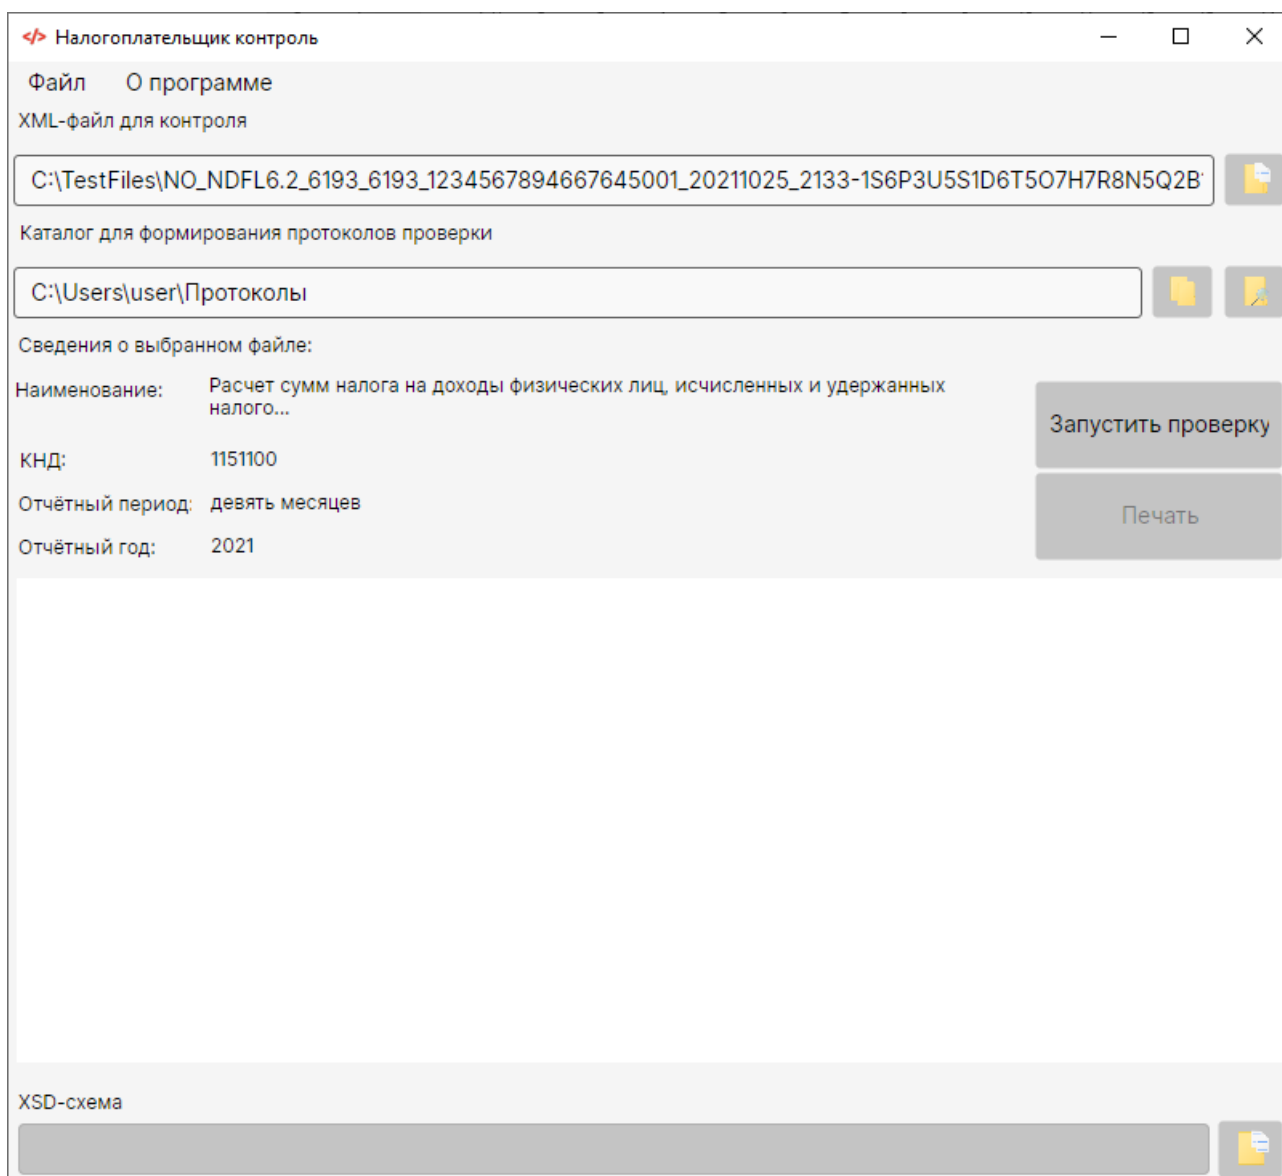 </> Налогоплательщик контроль
Файл О программе
XML-файл для контроля
C:\TestFiles\NO_NDFL6.2_6193_6193_1234567894667645001_20211025_2133-1S6P3U5S1D6T5O7H7R8N5Q2B
Каталог для формирования протоколов проверки
C:\Users\user\Протоколы
Сведения о выбранном файле:
Наименование: Расчет сумм налога на доходы физических лиц, исчисленных и удержанных
налого...
Запустить проверку
КНД: 1151100
Отчётный период: девять месяцев
Печать
Отчётный год: 2021
XSD-схема